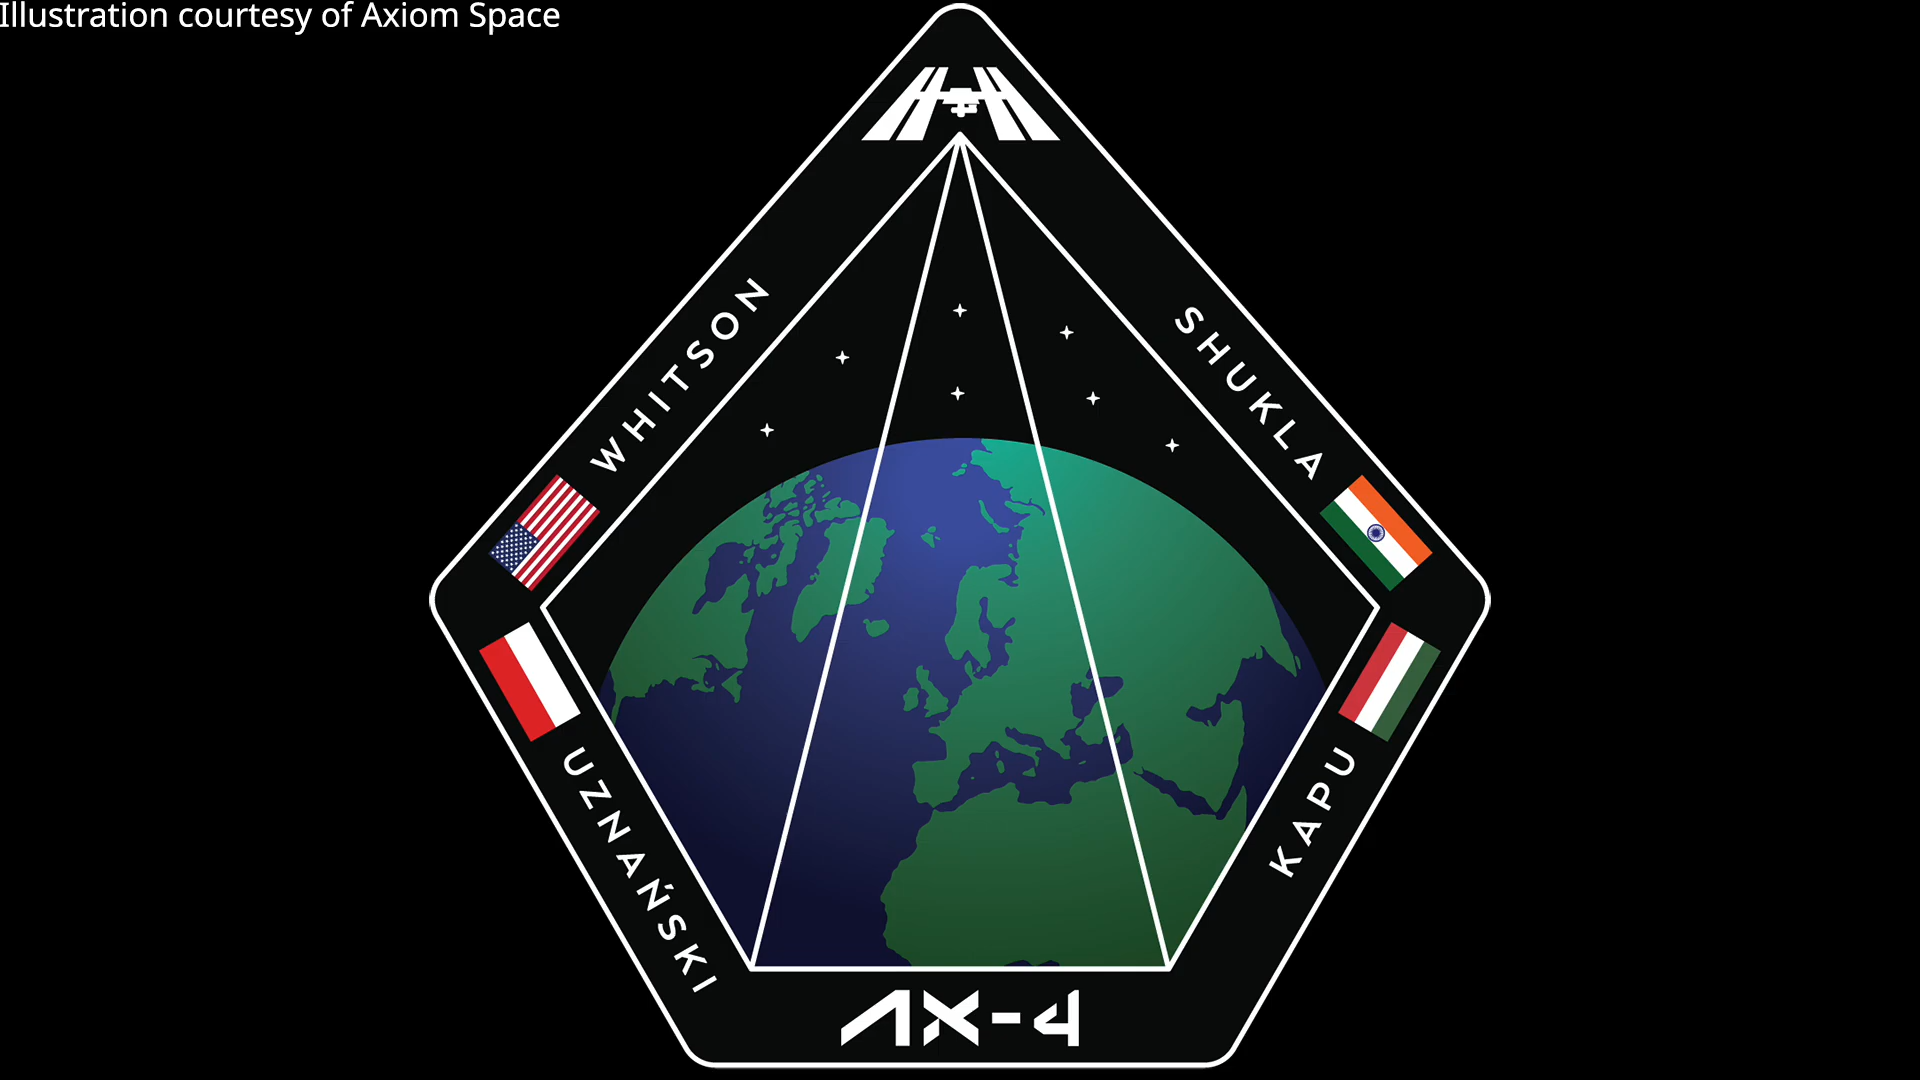 Illustration courtesy of Axiom Space
WHITSON
SHUKLA
UZNAŃSKI
KAPU
AX-4